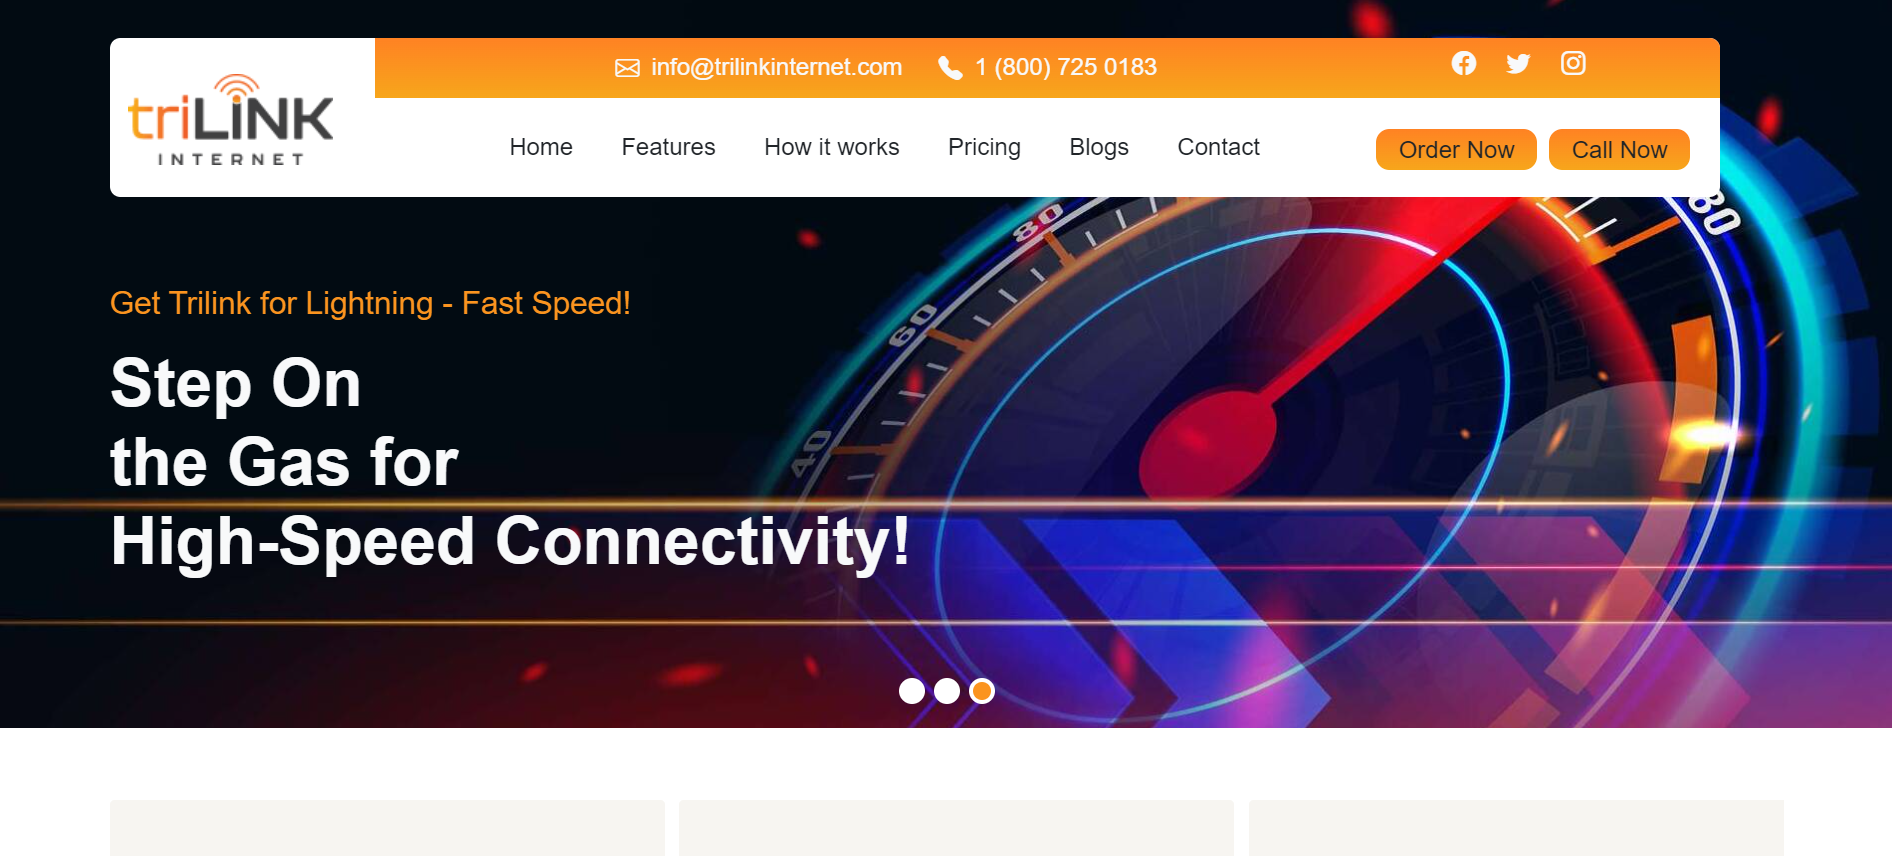 info@trilinkinternet.com 1 (800) 725 0183
triLINK
INTERNET
Home Features How it works Pricing Blogs Contact Order Now Call Now
80
80
60
40
Get Trilink for Lightning - Fast Speed!
Step On
the Gas for
High-Speed Connectivity!